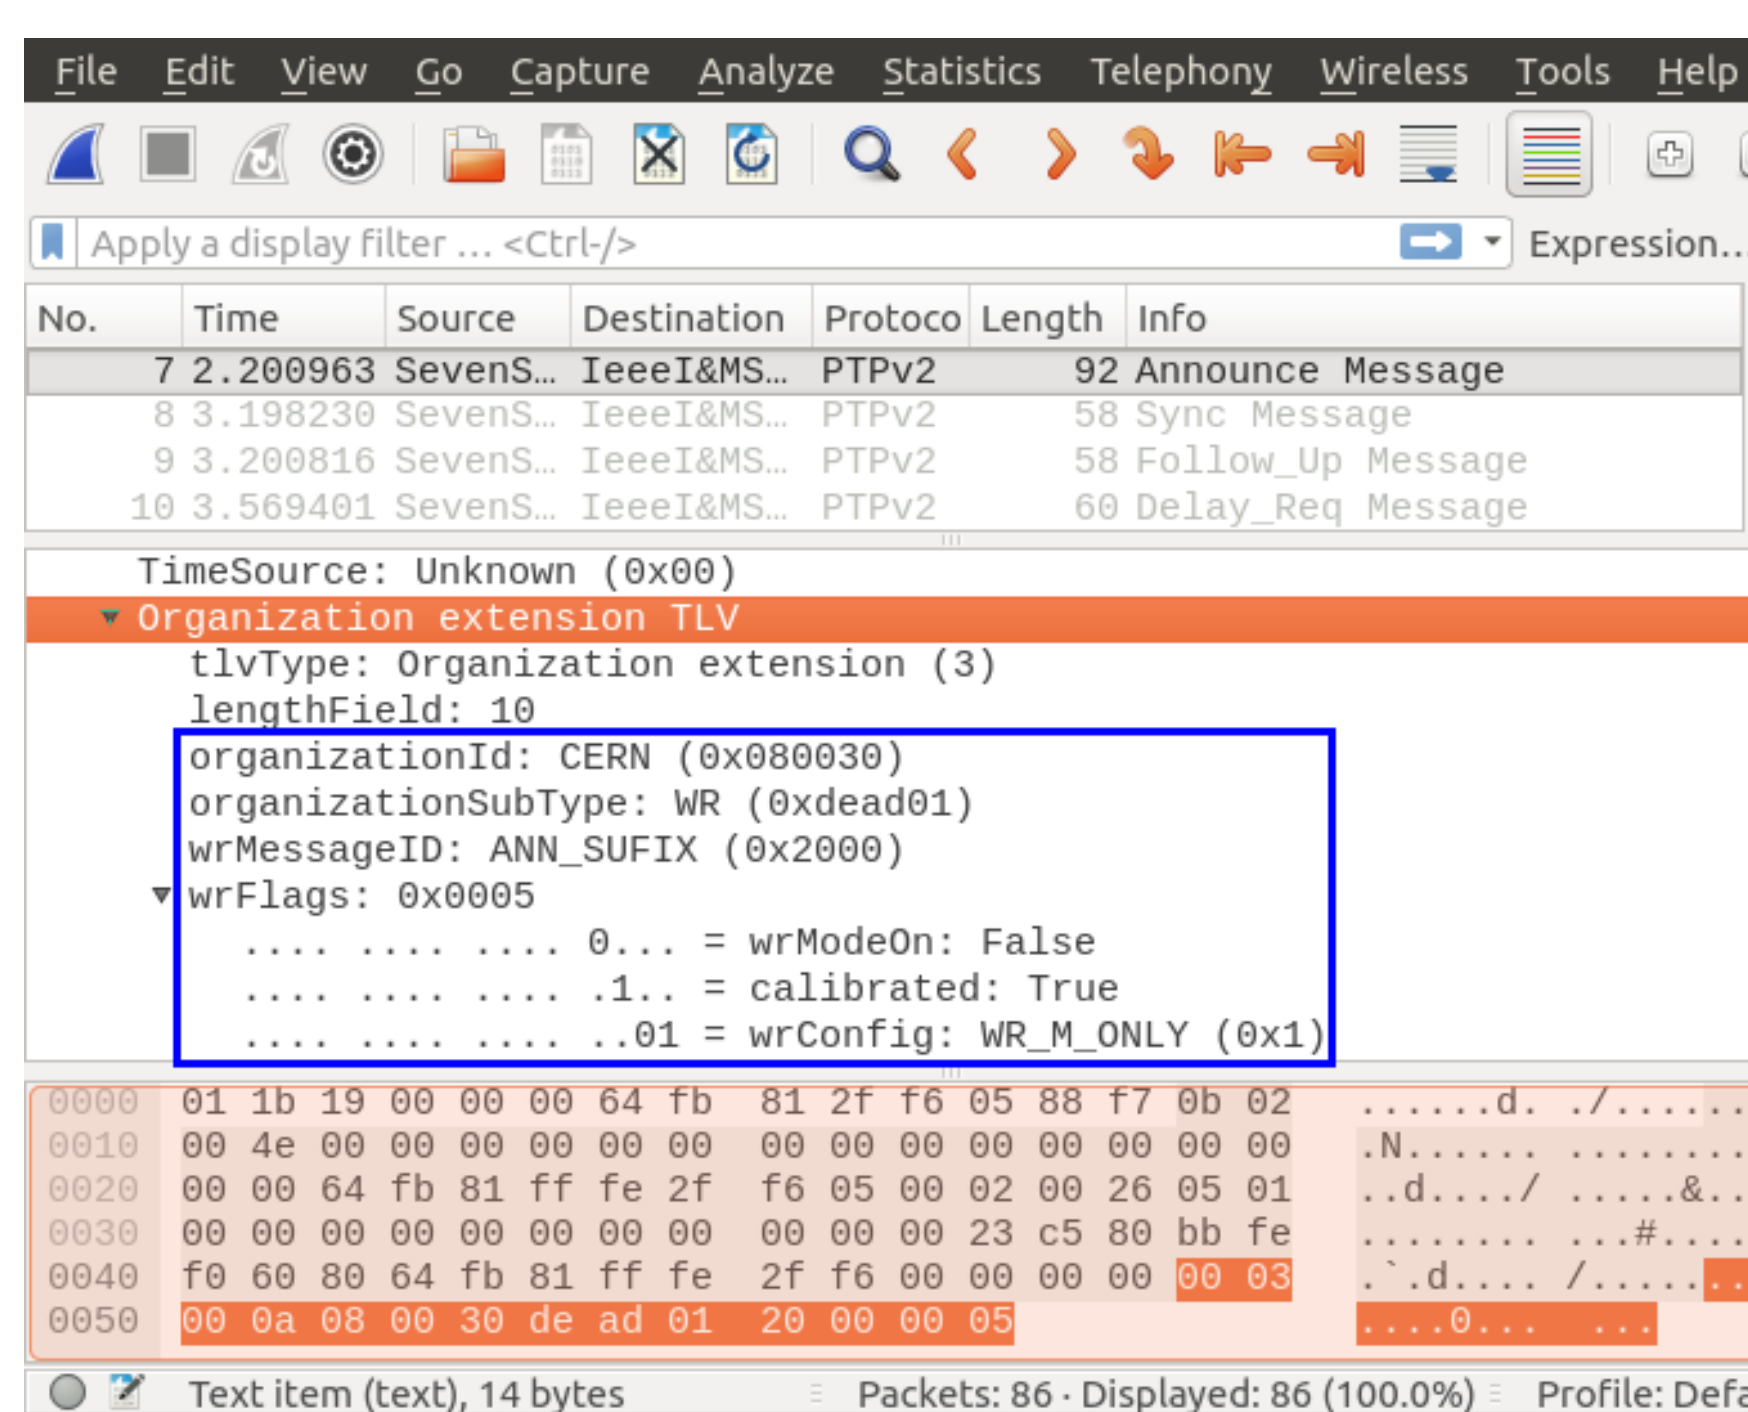 File Edit View Go Capture Analyze Statistics Telephony Wireless Tools Help
Apply a display filter … <Ctrl-/> Expression…
No. Time Source Destination Protoco Length Info
7 2.200963 SevenS… IeeeI&MS… PTPv2 92 Announce Message
8 3.198230 SevenS… IeeeI&MS… PTPv2 58 Sync Message
9 3.200816 SevenS… IeeeI&MS… PTPv2 58 Follow_Up Message
10 3.569401 SevenS… IeeeI&MS… PTPv2 60 Delay_Req Message
TimeSource: Unknown (0x00)
Organization extension TLV
tlvType: Organization extension (3)
lengthField: 10
organizationId: CERN (0x080030)
organizationSubType: WR (0xdead01)
wrMessageID: ANN_SUFIX (0x2000)
wrFlags: 0x0005
.... .... .... 0... = wrModeOn: False
.... .... .... .1.. = calibrated: True
.... .... .... ..01 = wrConfig: WR_M_ONLY (0x1)
0000 01 1b 19 00 00 00 64 fb 81 2f f6 05 88 f7 0b 02 ......d. ./......
0010 00 4e 00 00 00 00 00 00 00 00 00 00 00 00 00 00 .N...... ........
0020 00 00 64 fb 81 ff fe 2f f6 05 00 02 00 26 05 01 ..d..../ .....&..
0030 00 00 00 00 00 00 00 00 00 00 00 23 c5 80 bb fe ........ ...#....
0040 f0 60 80 64 fb 81 ff fe 2f f6 00 00 00 00 00 03 .`.d.... /.......
0050 00 0a 08 00 30 de ad 01 20 00 00 05 ....0... ...
Text item (text), 14 bytes Packets: 86 · Displayed: 86 (100.0%) Profile: Defa